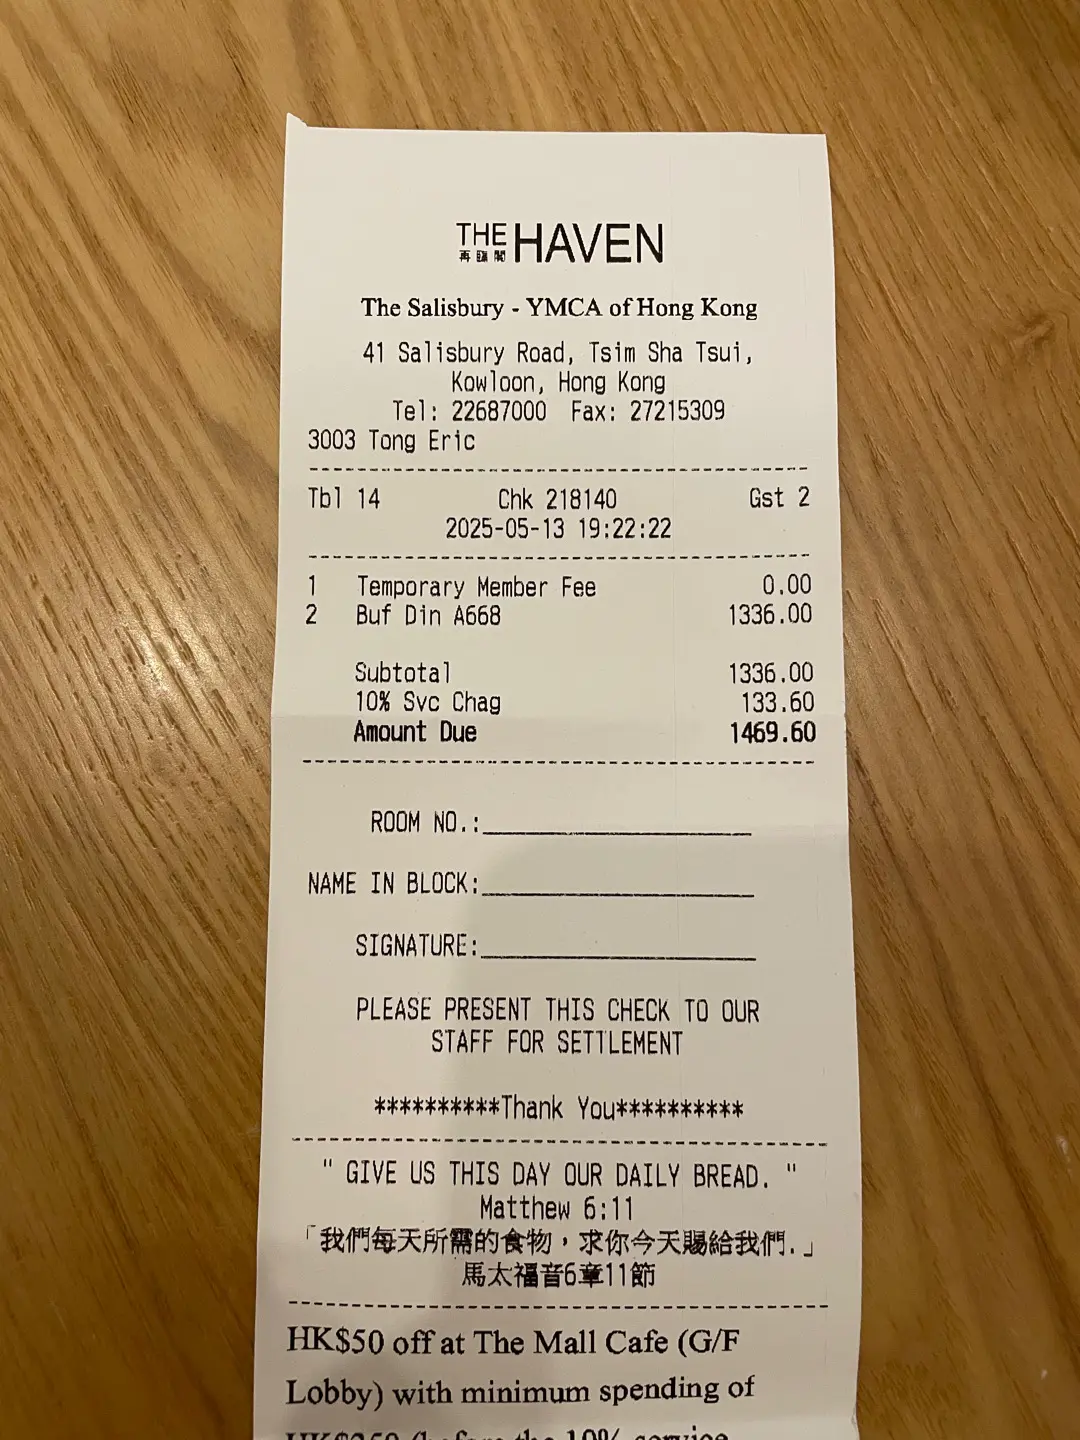 THE HAVEN
再臨閣
The Salisbury - YMCA of Hong Kong
41 Salisbury Road, Tsim Sha Tsui,
Kowloon, Hong Kong
Tel: 22687000 Fax: 27215309
3003 Tong Eric
Tbl 14 Chk 218140 Gst 2
2025-05-13 19:22:22
1 Temporary Member Fee 0.00
2 Buf Din A668 1336.00
Subtotal 1336.00
10% Svc Chag 133.60
Amount Due 1469.60
ROOM NO.:
NAME IN BLOCK:
SIGNATURE:
PLEASE PRESENT THIS CHECK TO OUR
STAFF FOR SETTLEMENT
**********Thank You**********
" GIVE US THIS DAY OUR DAILY BREAD. "
Matthew 6:11
「我們每天所需的食物，求你今天賜給我們.」
馬太福音6章11節
HK$50 off at The Mall Cafe (G/F
Lobby) with minimum spending of
HK$250 (before the 10% service